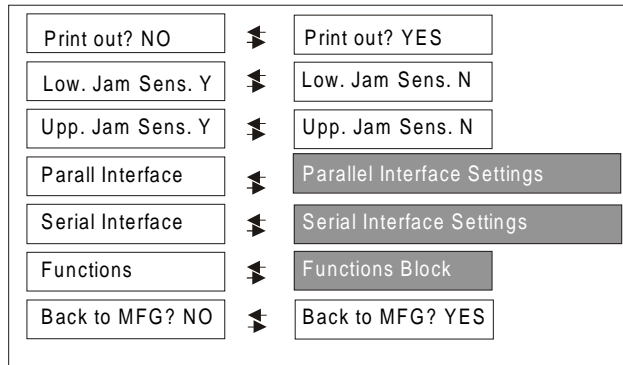 Print out? NO
Print out? YES
Low. Jam Sens. Y
Low. Jam Sens. N
Upp. Jam Sens. Y
Upp. Jam Sens. N
Parall Interface
Parallel Interface Settings
Serial Interface
Serial Interface Settings
Functions
Functions Block
Back to MFG? NO
Back to MFG? YES